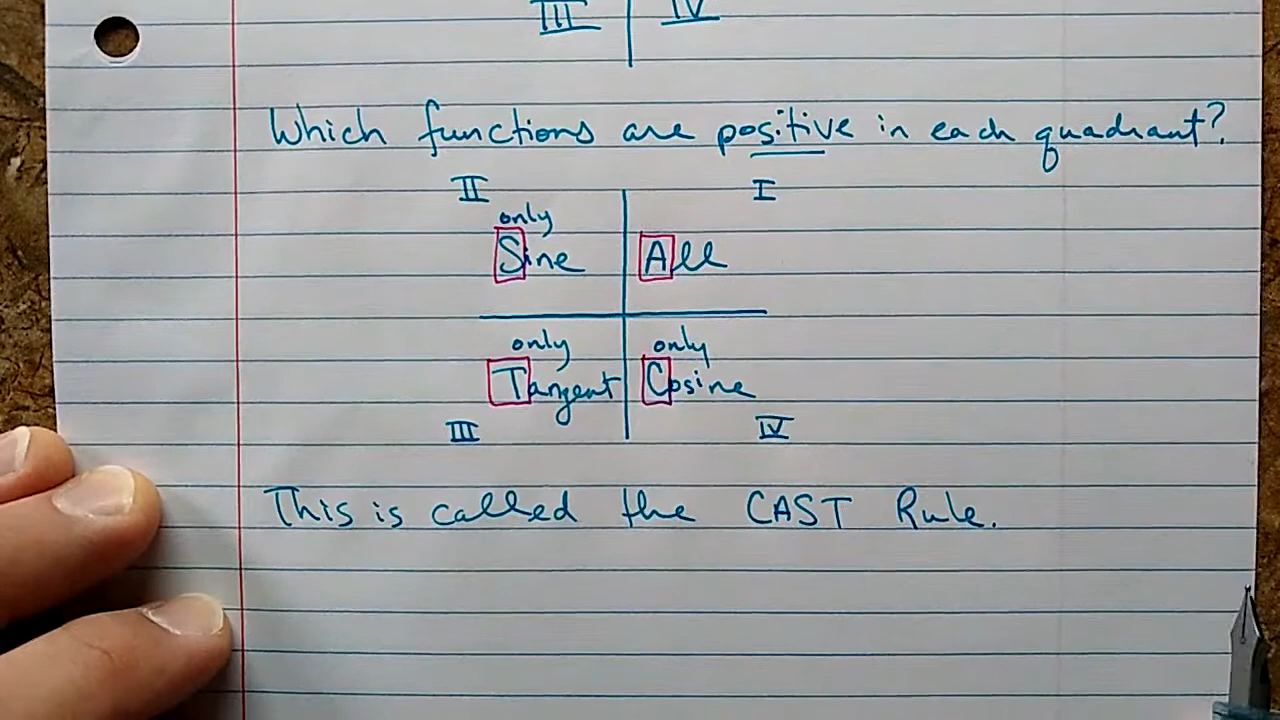 III IV
Which functions are positive in each quadrant?
II I
only
Sine All
only only
Tangent Cosine
III IV
This is called the CAST Rule.